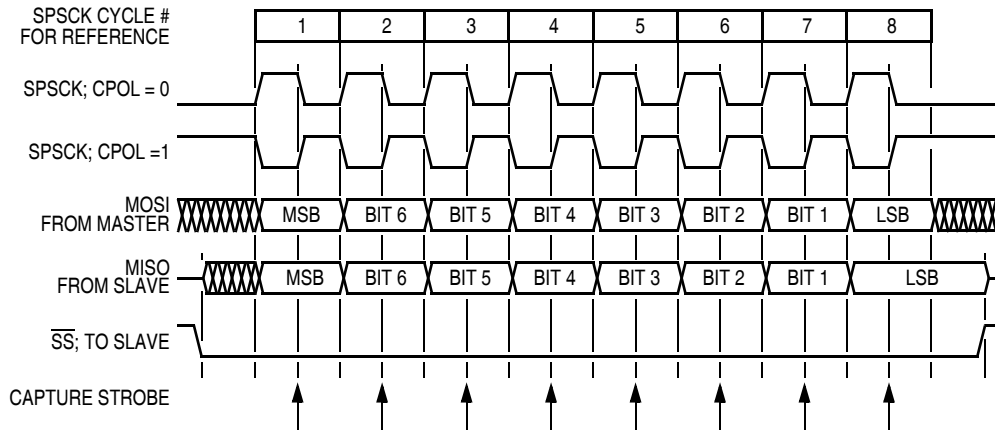 SPSCK CYCLE #
FOR REFERENCE
1 2 3 4 5 6 7 8
SPSCK; CPOL = 0
SPSCK; CPOL =1
MOSI
FROM MASTER
MSB BIT 6 BIT 5 BIT 4 BIT 3 BIT 2 BIT 1 LSB
MISO
FROM SLAVE
MSB BIT 6 BIT 5 BIT 4 BIT 3 BIT 2 BIT 1 LSB
SS; TO SLAVE
CAPTURE STROBE